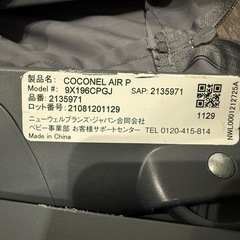 製品名: COCONEL AIR P
Model #: 9X196CPGJ SAP: 2135971
品番: 2135971
ロット番号: 21081201129 1129
ニューウェルブランズ・ジャパン合同会社
ベビー事業部 お客様サポートセンター TEL 0120-415-814
Made in China
NWL0001212725A